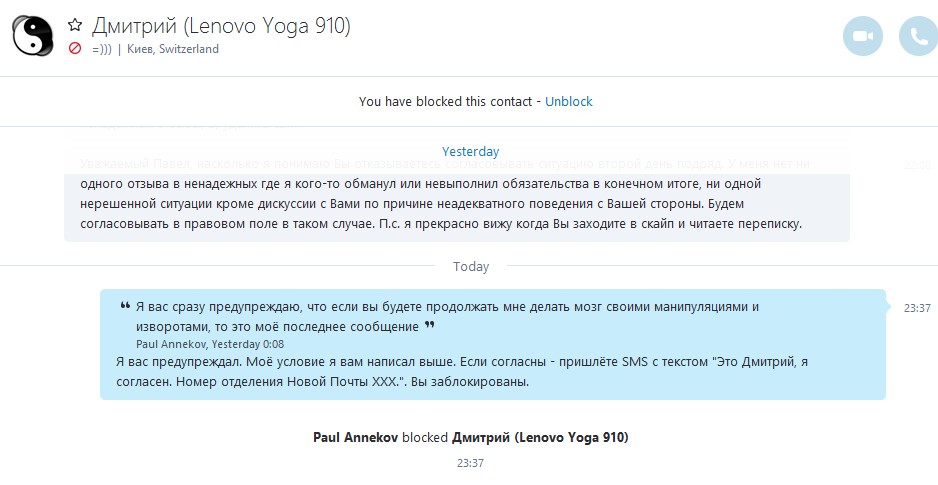 Дмитрий (Lenovo Yoga 910)
=))) | Киев, Switzerland
You have blocked this contact - Unblock
Yesterday
Уважаемый Павел, насколько я понимаю Вы отказываетесь согласовывать ситуацию второй день подряд. У меня нет ни
одного отзыва в ненадежных где я кого-то обманул или невыполнил обязательства в конечном итоге, ни одной
нерешенной ситуации кроме дискуссии с Вами по причине неадекватного поведения с Вашей стороны. Будем
согласовывать в правовом поле в таком случае. П.с. я прекрасно вижу когда Вы заходите в скайп и читаете переписку.
Today
❝ Я вас сразу предупреждаю, что если вы будете продолжать мне делать мозг своими манипуляциями и
изворотами, то это моё последнее сообщение ❞
Paul Annekov, Yesterday 0:08
Я вас предупреждал. Моё условие я вам написал выше. Если согласны - пришлёте SMS с текстом "Это Дмитрий, я
согласен. Номер отделения Новой Почты XXX.". Вы заблокированы.
23:37
Paul Annekov blocked Дмитрий (Lenovo Yoga 910)
23:37